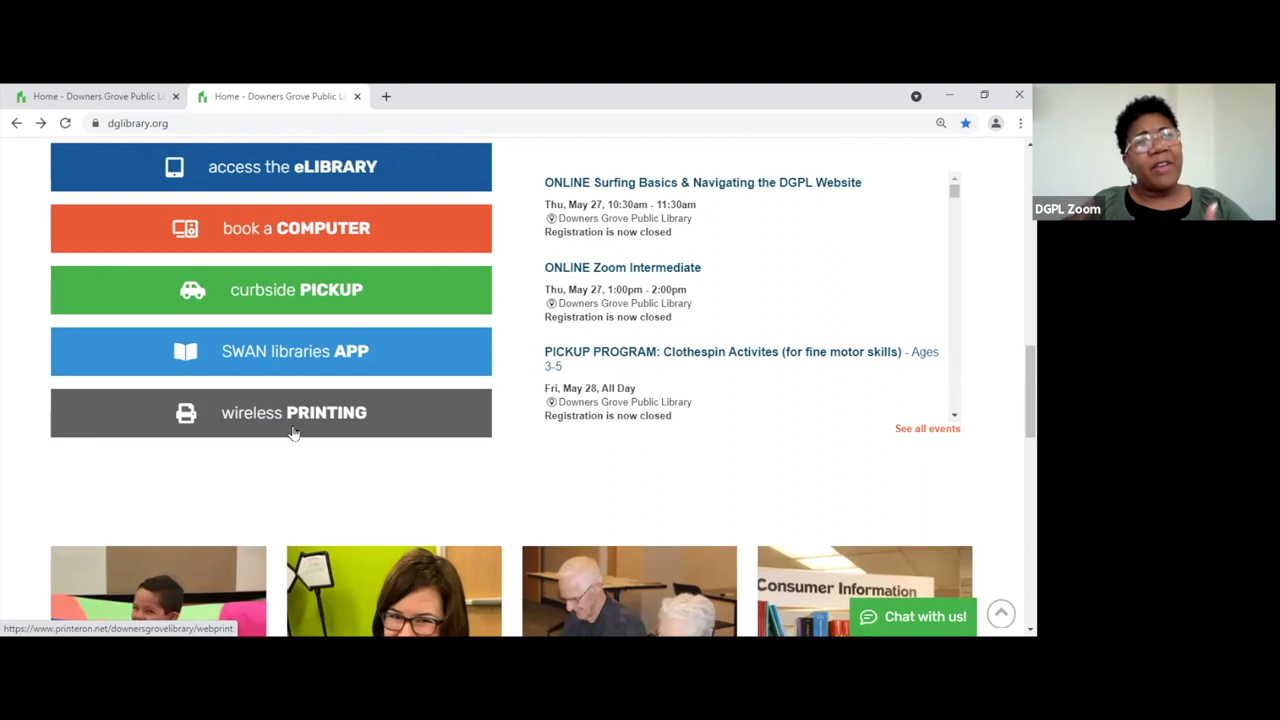 Home - Downers Grove Public Li
Home - Downers Grove Public Li
dglibrary.org
access the eLIBRARY
book a COMPUTER
curbside PICKUP
SWAN libraries APP
wireless PRINTING
ONLINE Surfing Basics & Navigating the DGPL Website
Thu, May 27, 10:30am - 11:30am
Downers Grove Public Library
Registration is now closed
ONLINE Zoom Intermediate
Thu, May 27, 1:00pm - 2:00pm
Downers Grove Public Library
Registration is now closed
PICKUP PROGRAM: Clothespin Activites (for fine motor skills) - Ages
3-5
Fri, May 28, All Day
Downers Grove Public Library
Registration is now closed
See all events
DGPL Zoom
Consumer Information
Chat with us!
https://www.printeron.net/downersgrovelibrary/webprint